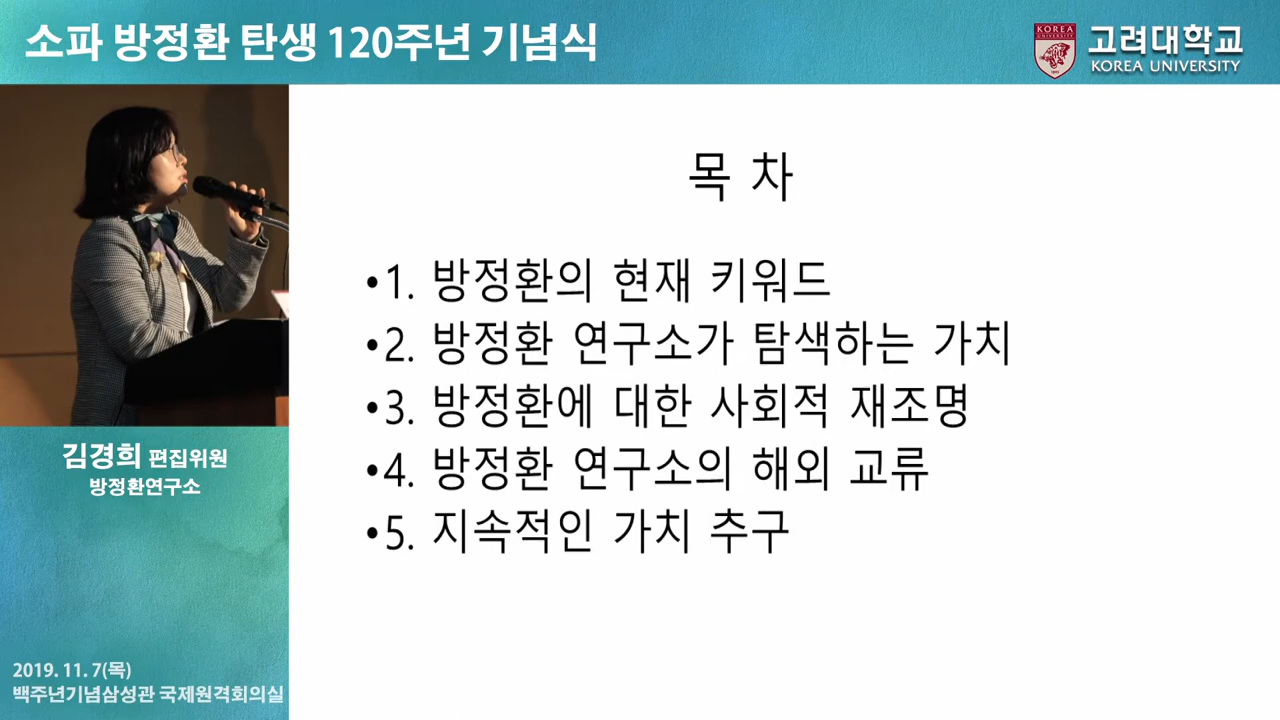 소파 방정환 탄생 120주년 기념식
KOREA
UNIVERSITY
1905
고려대학교
KOREA UNIVERSITY
목 차
•1. 방정환의 현재 키워드
•2. 방정환 연구소가 탐색하는 가치
•3. 방정환에 대한 사회적 재조명
•4. 방정환 연구소의 해외 교류
•5. 지속적인 가치 추구
김경희 편집위원
방정환연구소
2019. 11. 7(목)
백주년기념삼성관 국제원격회의실